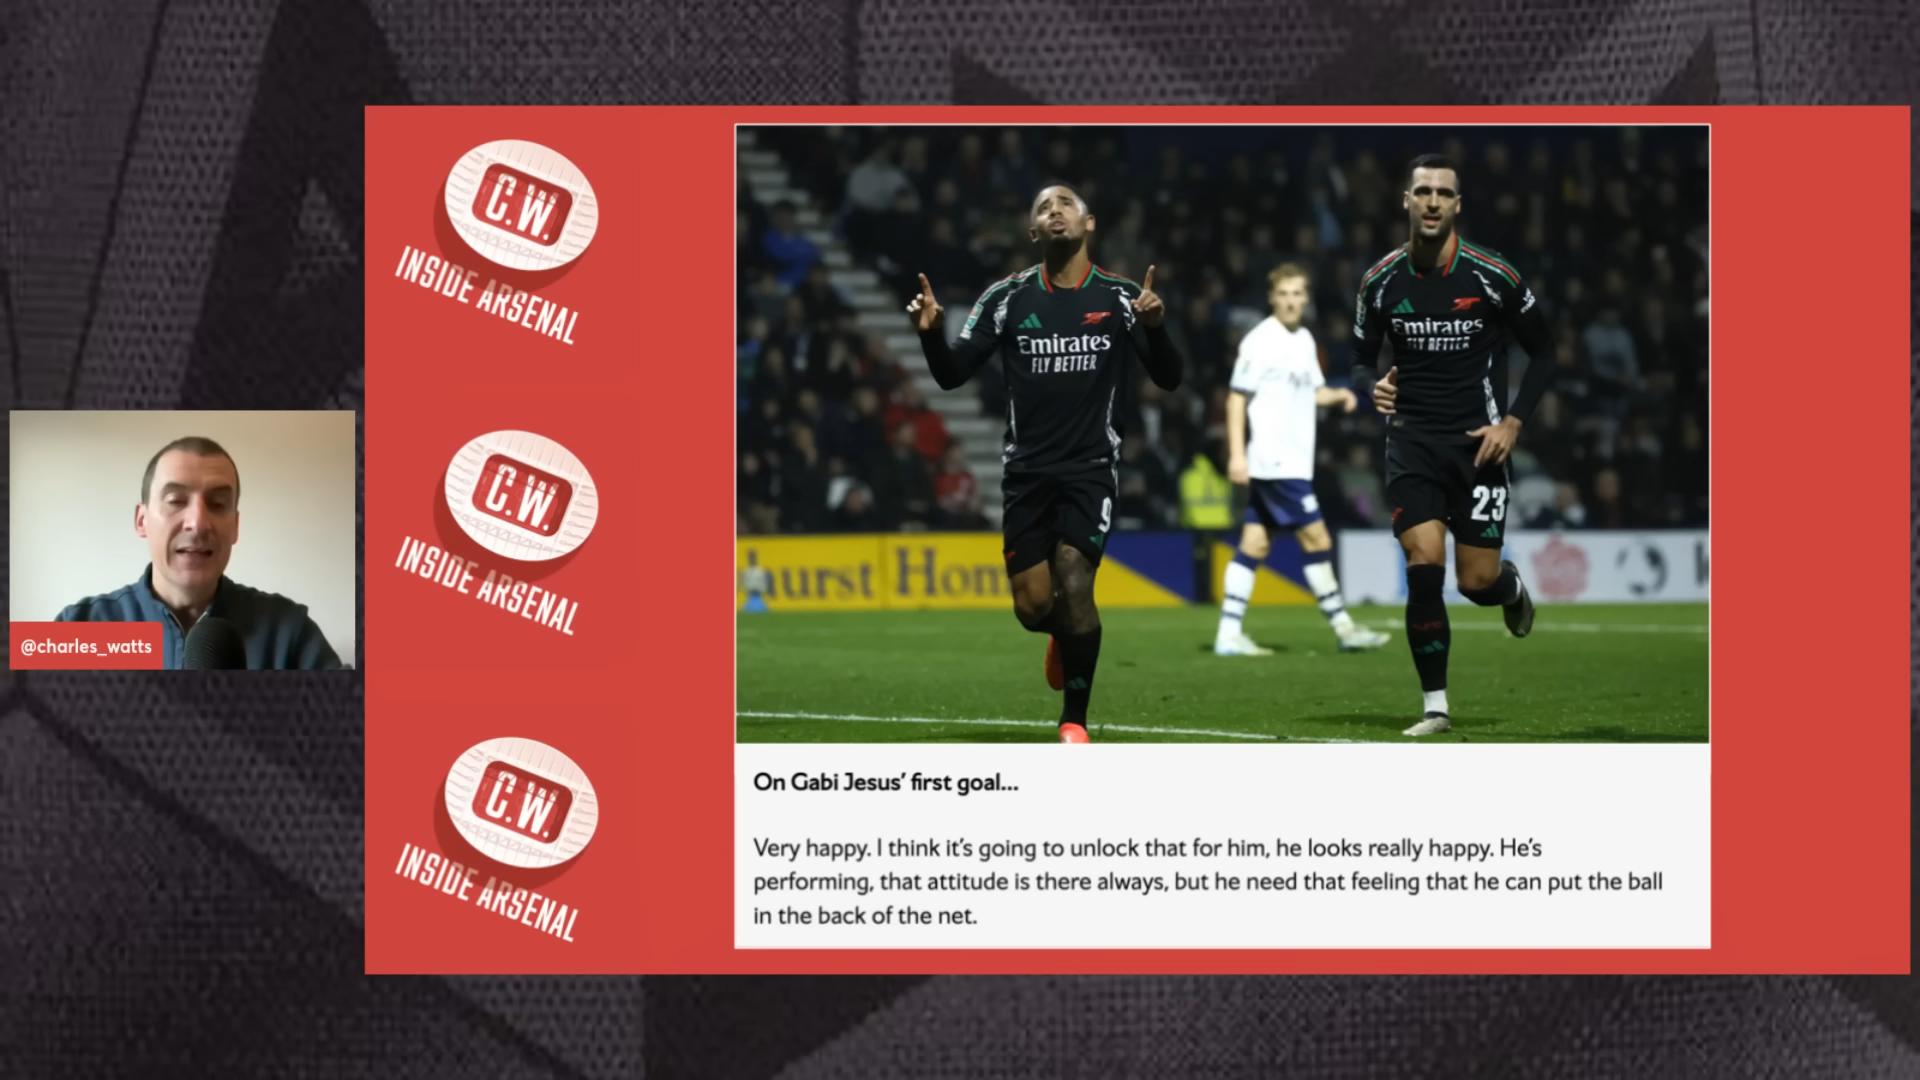 C.W.
INSIDE ARSENAL
C.W.
INSIDE ARSENAL
C.W.
INSIDE ARSENAL
@charles_watts
Emirates
FLY BETTER
9
Emirates
FLY BETTER
23
hurst Hom
On Gabi Jesus’ first goal...
Very happy. I think it’s going to unlock that for him, he looks really happy. He’s
performing, that attitude is there always, but he need that feeling that he can put the ball
in the back of the net.